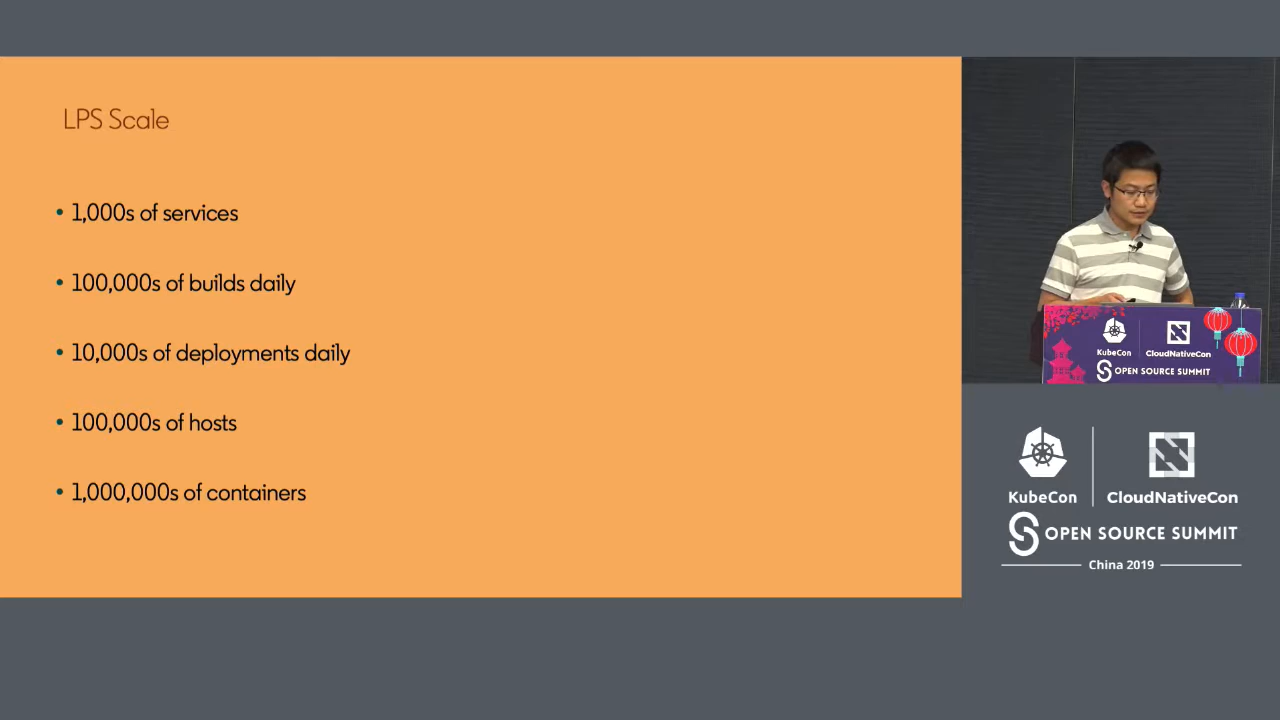 LPS Scale
• 1,000s of services
• 100,000s of builds daily
• 10,000s of deployments daily
• 100,000s of hosts
• 1,000,000s of containers
KubeCon
CloudNativeCon
OPEN SOURCE SUMMIT
KubeCon
CloudNativeCon
OPEN SOURCE SUMMIT
China 2019